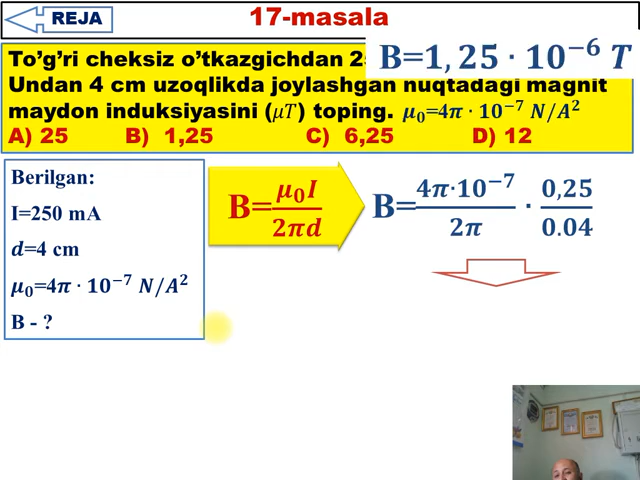 REJA
17-masala
To’g’ri cheksiz o’tkazgichdan 2
B=1,25 · 10⁻⁶ T
Undan 4 cm uzoqlikda joylashgan nuqtadagi magnit
maydon induksiyasini (μT) toping. μ₀=4π · 10⁻⁷ N/A²
A) 25 B) 1,25 C) 6,25 D) 12
Berilgan:
I=250 mA
d=4 cm
μ₀=4π · 10⁻⁷ N/A²
B - ?
B=μ₀I/2πd
B=4π·10⁻⁷/2π · 0,25/0.04